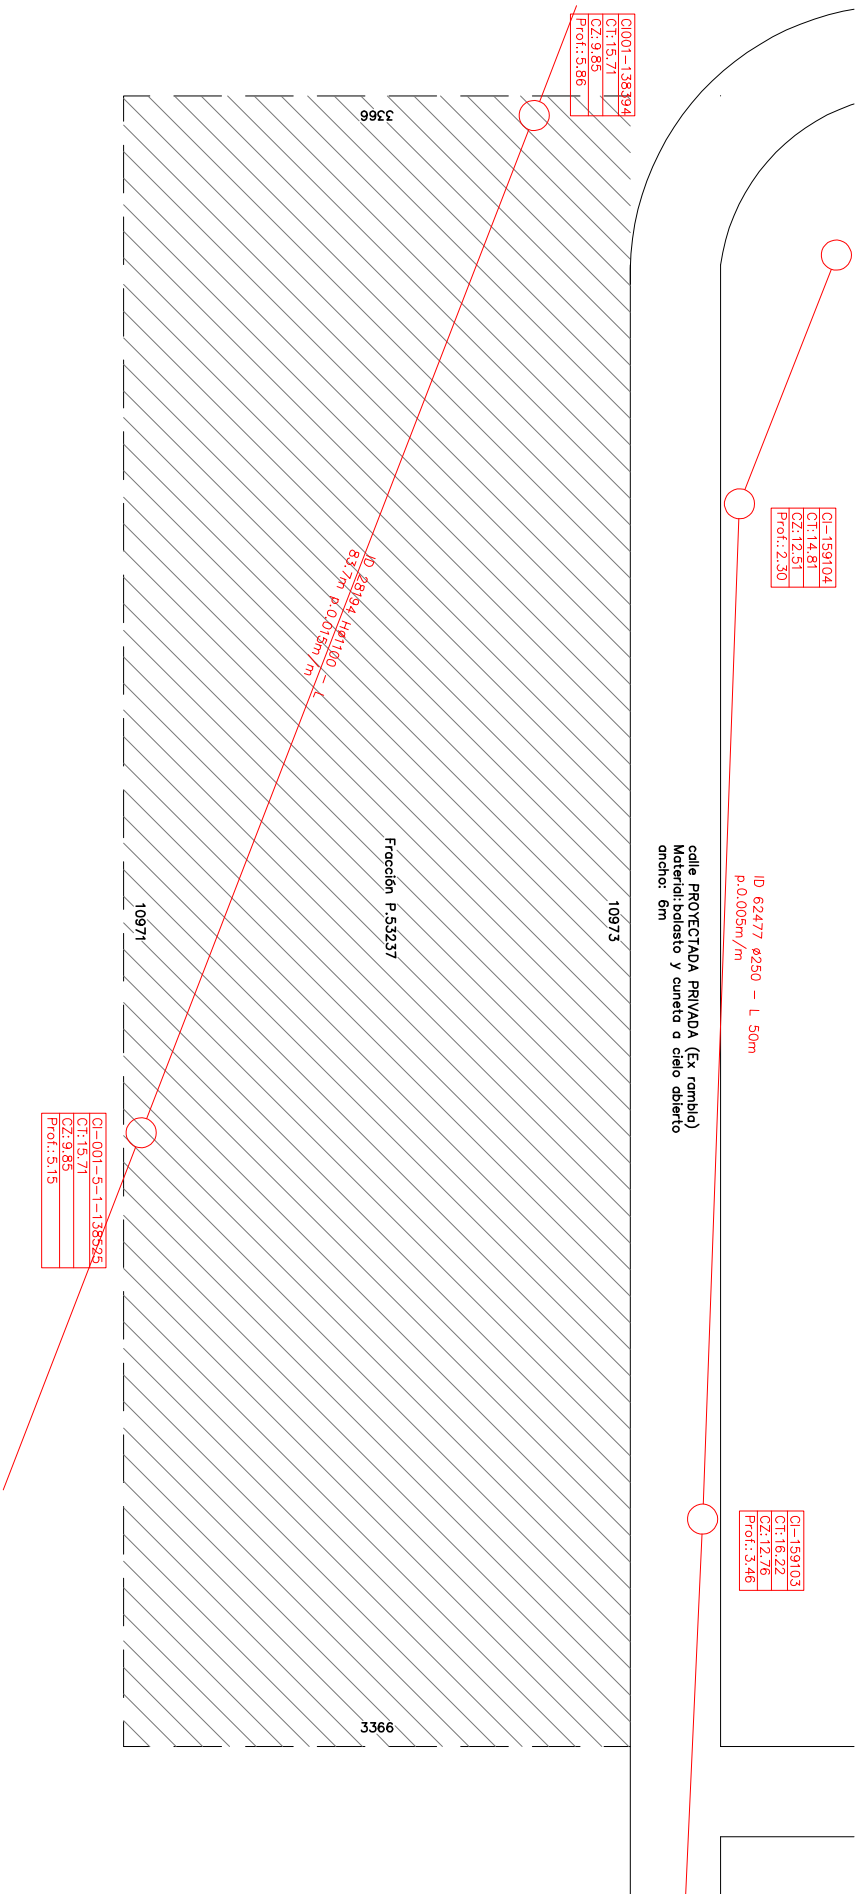 CI001-138394
CT:15.71
CZ:9.85
Prof.:5.86
3366
CI-159104
CT:14.81
CZ:12.51
Prof.:2.30
ID 28194 Hø1100 - L
83.7m p.0.015m/m
ID 62477 ø250 - L 50m
p.0.005m/m
calle PROYECTADA PRIVADA (Ex rambla)
Material:balasto y cuneta a cielo abierto
ancho: 6m
10973
Fracción P.53237
10971
CI-001-5-1-138525
CT:15.71
CZ:9.85
Prof.:5.15
CI-159103
CT:16.22
CZ:12.76
Prof.:3.46
3366